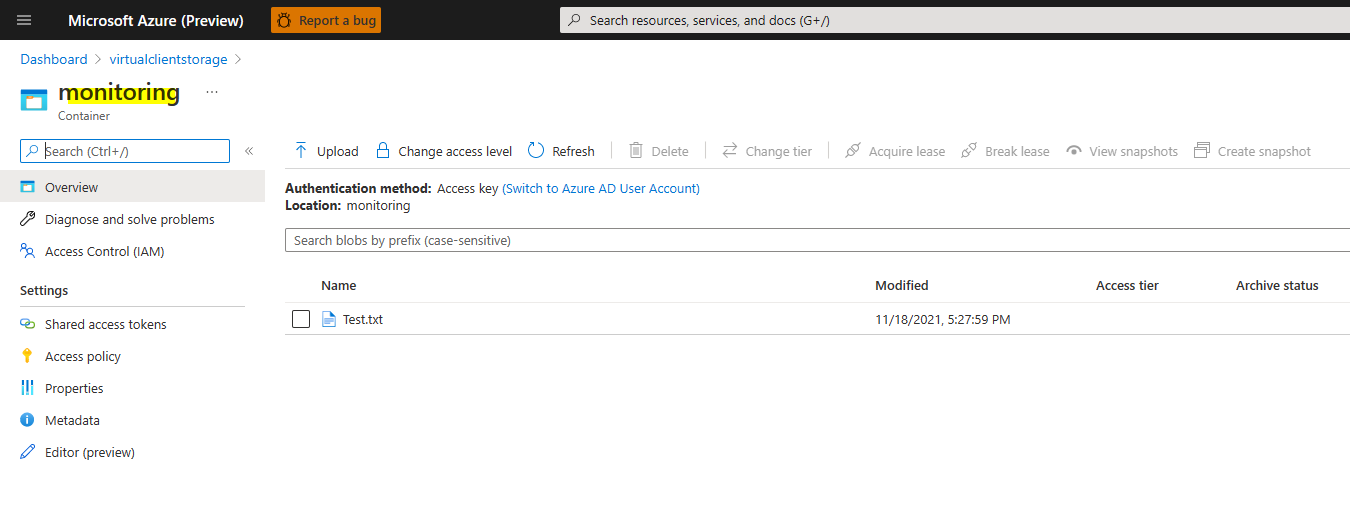 Microsoft Azure (Preview) Report a bug Search resources, services, and docs (G+/)
Dashboard > virtualclientstorage >
monitoring ...
Container
Search (Ctrl+/) «
Upload Change access level Refresh Delete Change tier Acquire lease Break lease View snapshots Create snapshot
Overview
Diagnose and solve problems
Access Control (IAM)
Settings
Shared access tokens
Access policy
Properties
Metadata
Editor (preview)
Authentication method: Access key (Switch to Azure AD User Account)
Location: monitoring
Search blobs by prefix (case-sensitive)
Name Modified Access tier Archive status
Test.txt 11/18/2021, 5:27:59 PM